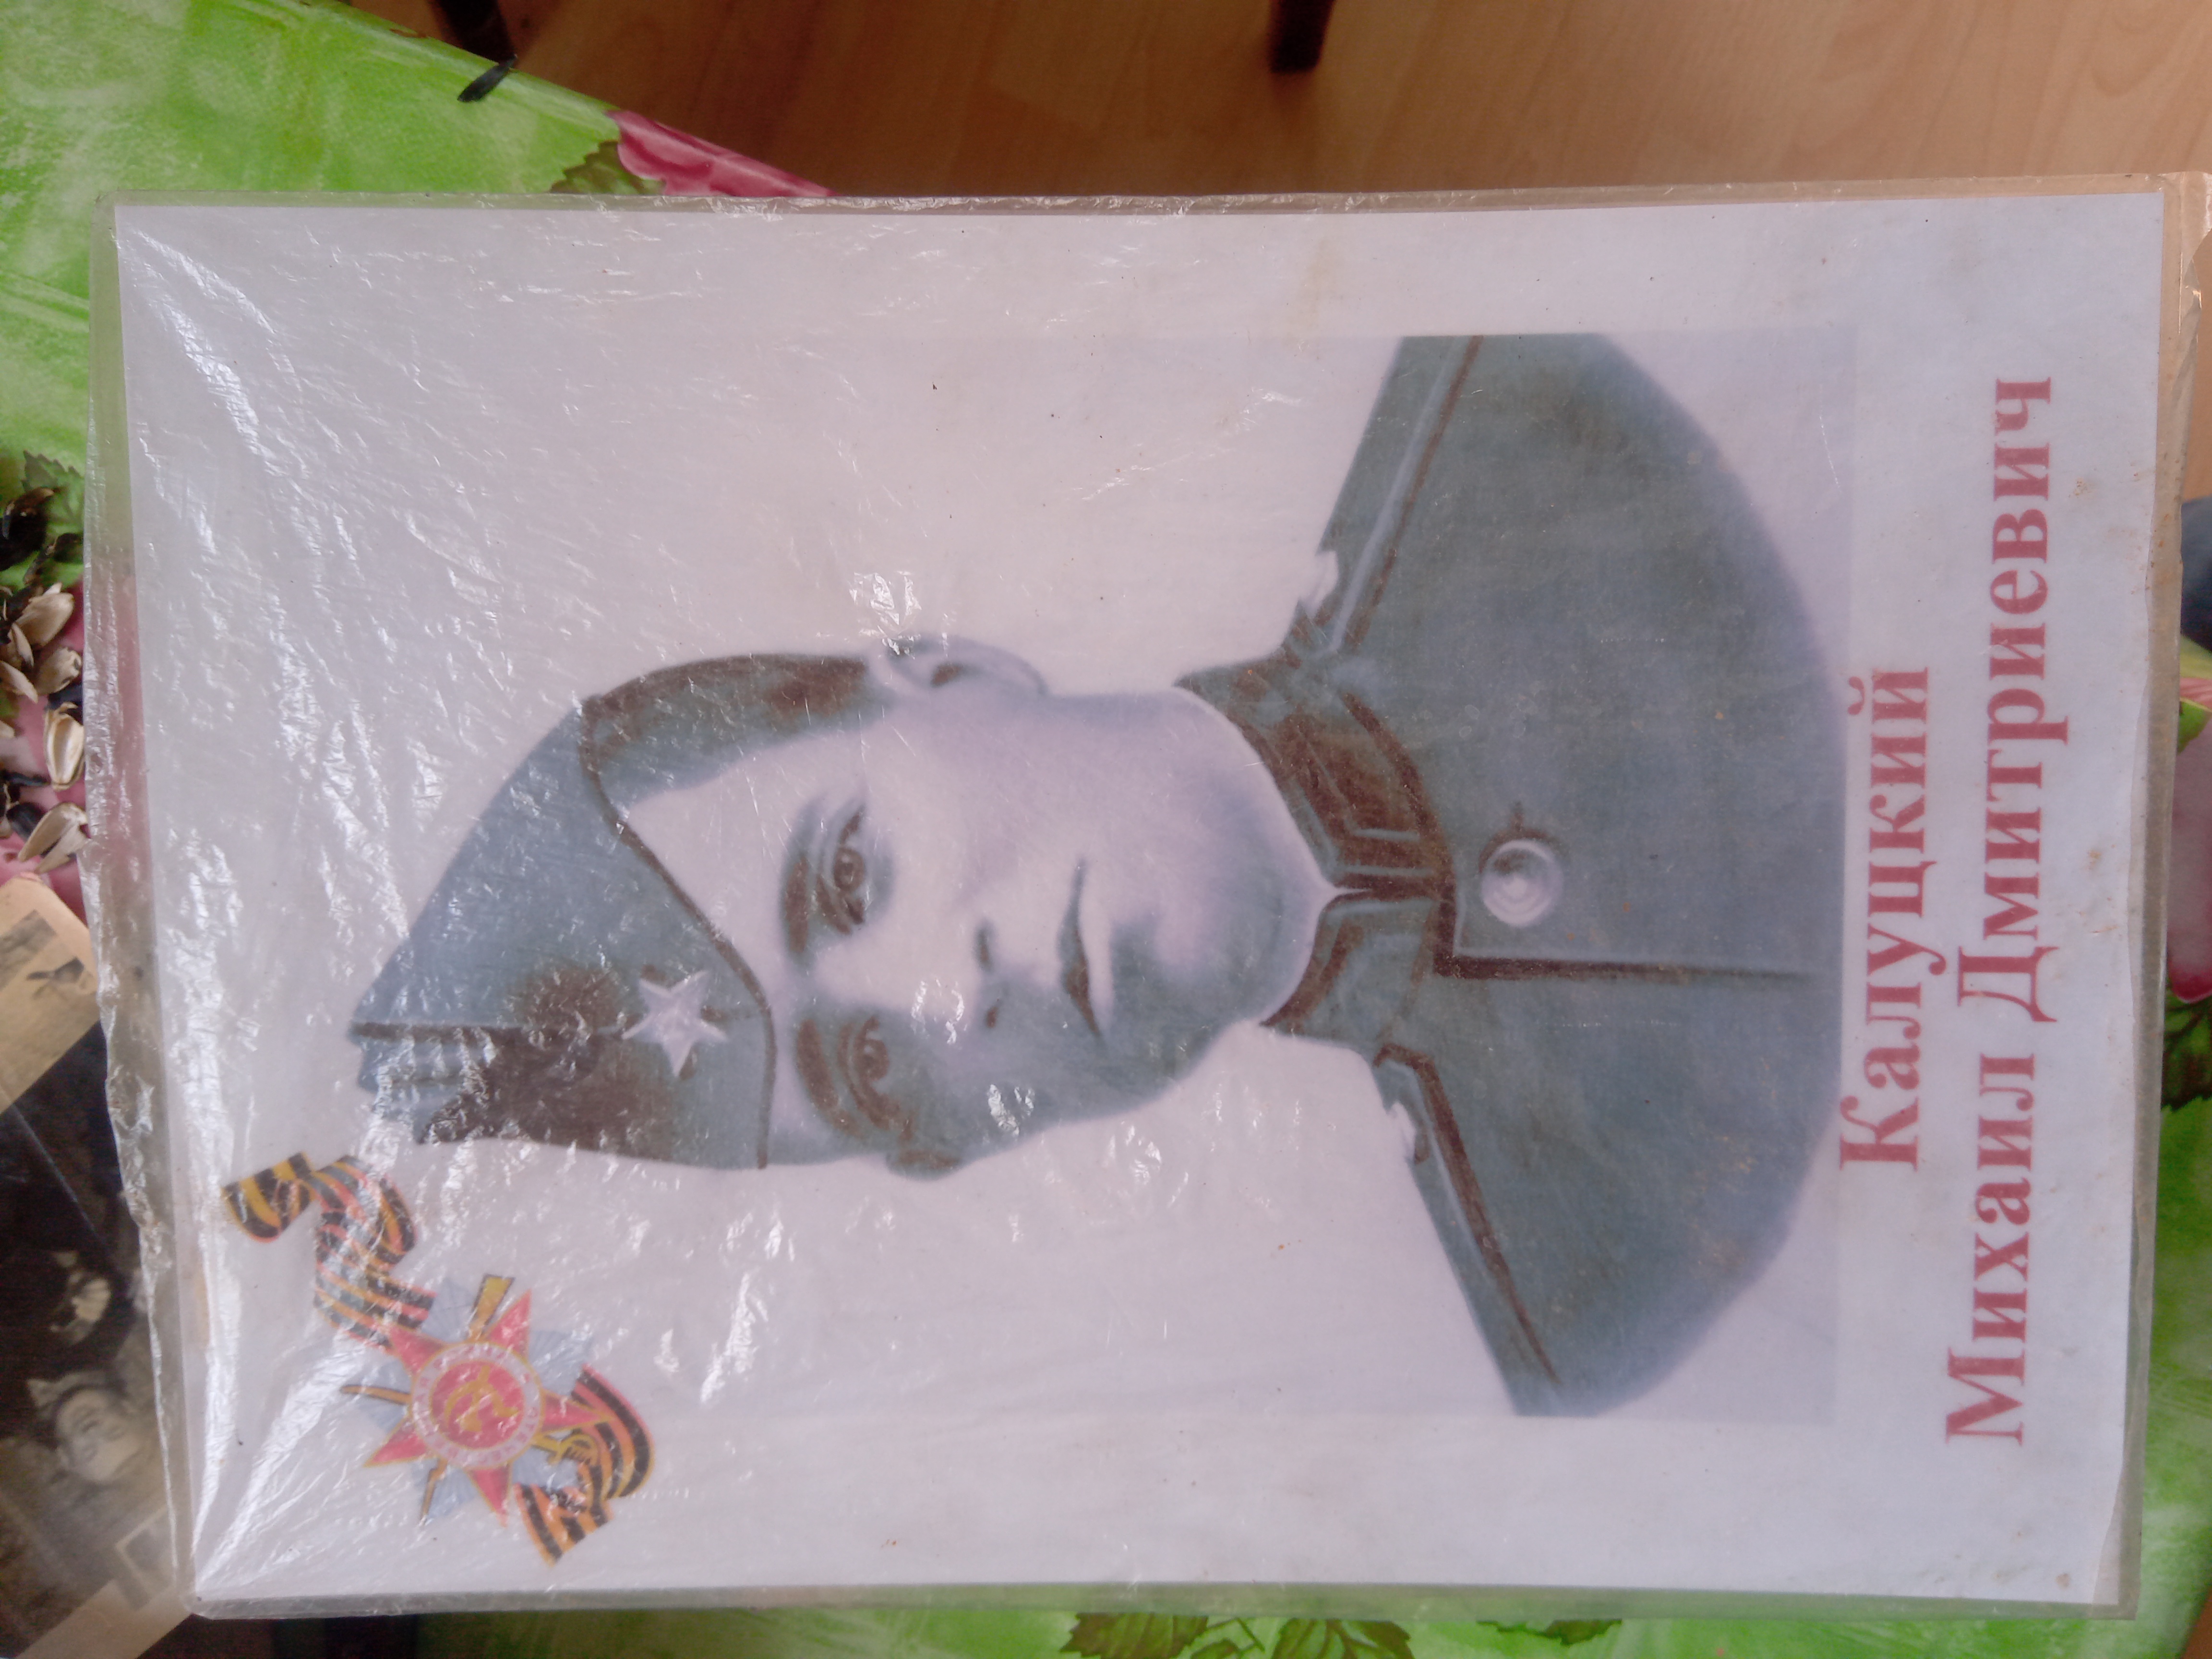 Калуцкий
Михаил Дмитриевич